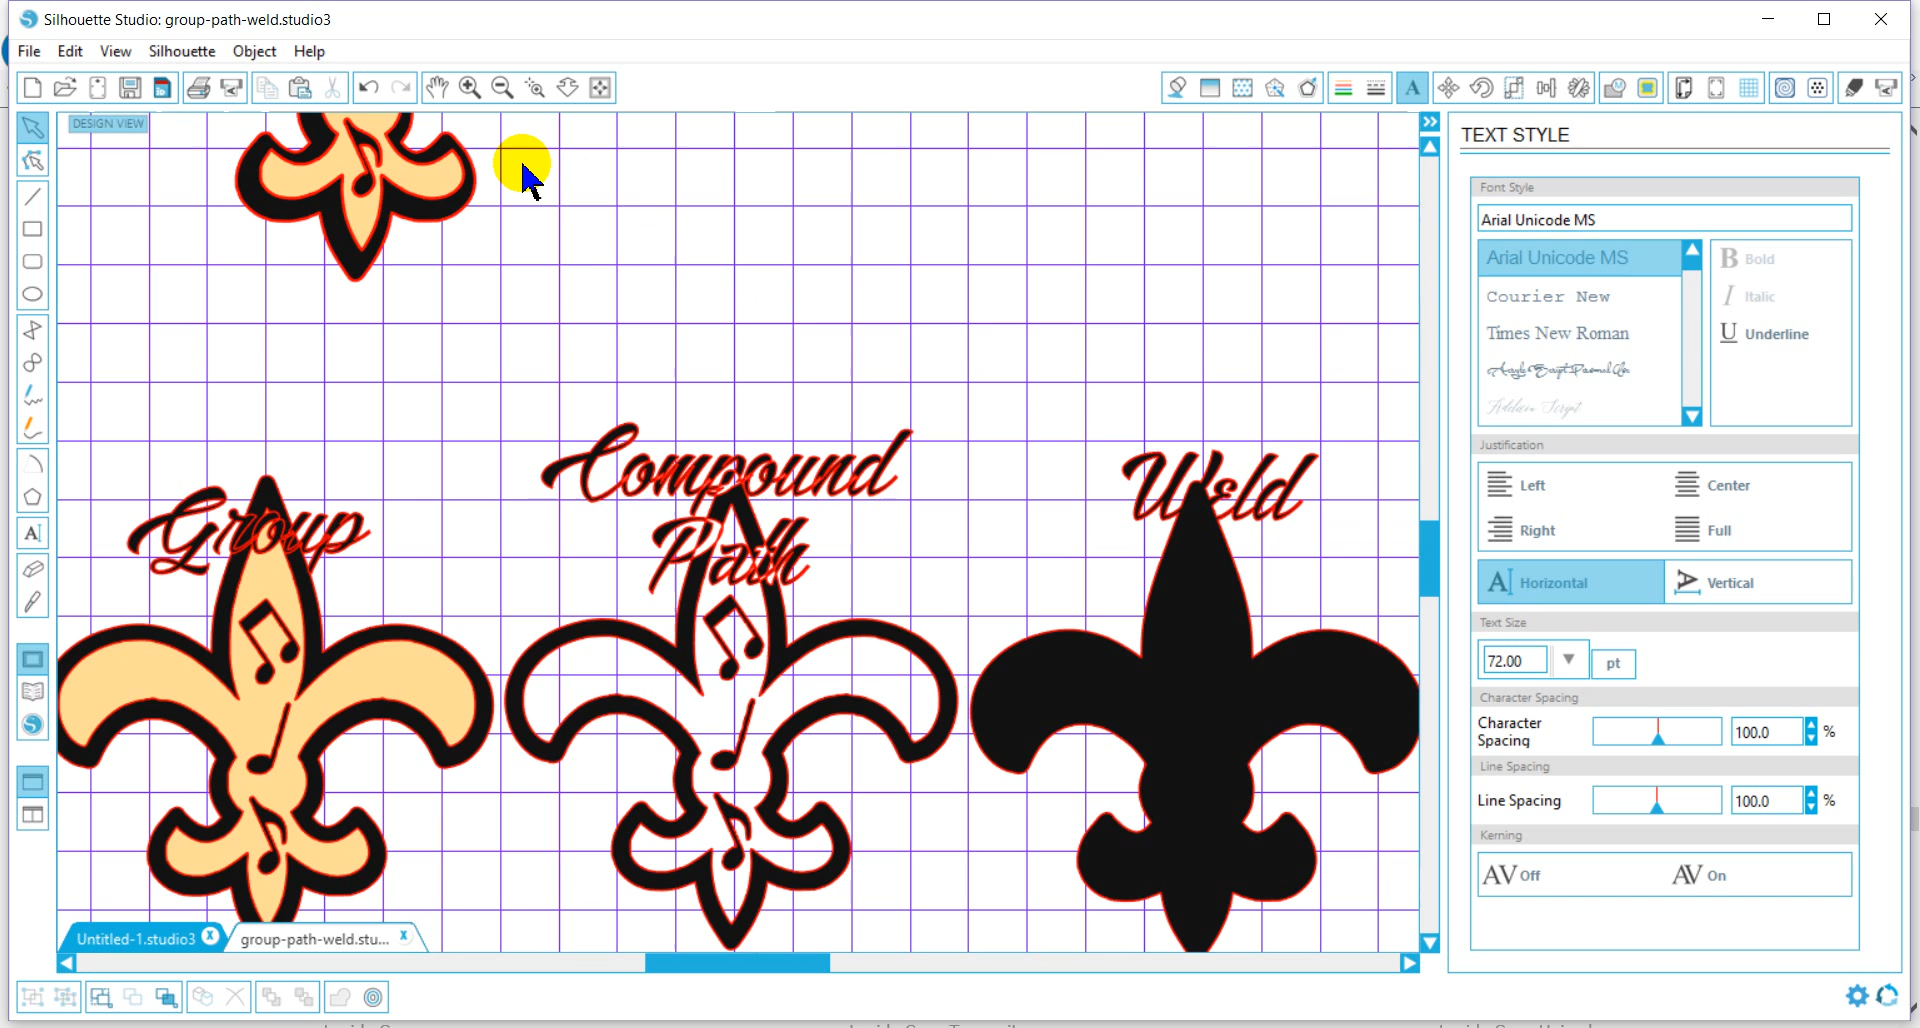 Silhouette Studio: group-path-weld.studio3
File Edit View Silhouette Object Help
DESIGN VIEW
TEXT STYLE
Font Style
Arial Unicode MS
Arial Unicode MS
Courier New
Times New Roman
B Bold
I Italic
U Underline
Justification
Left
Center
Right
Full
Horizontal
Vertical
Text Size
72.00
pt
Character Spacing
Character
Spacing
100.0
%
Line Spacing
Line Spacing
100.0
%
Kerning
AV Off
AV On
Group
Compound
Path
Weld
Untitled-1.studio3
group-path-weld.stu...